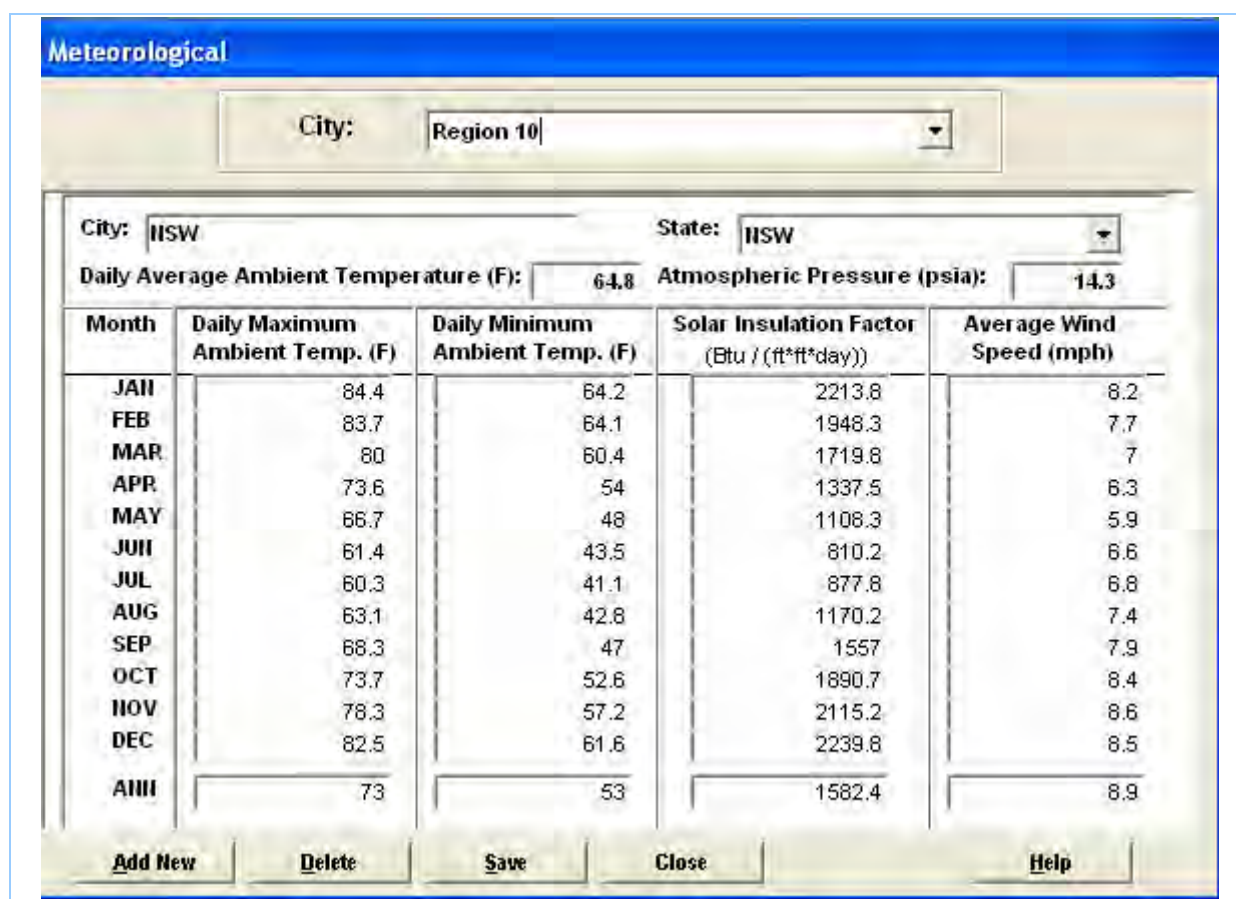 Meteorological
City: Region 10
City: NSW State: NSW
Daily Average Ambient Temperature (F): 64.8 Atmospheric Pressure (psia): 14.3
Month Daily Maximum Daily Minimum Solar Insulation Factor Average Wind
Ambient Temp. (F) Ambient Temp. (F) (Btu / (ft*ft*day)) Speed (mph)
JAN 84.4 64.2 2213.8 8.2
FEB 83.7 64.1 1948.3 7.7
MAR 80 60.4 1719.8 7
APR 73.6 54 1337.5 6.3
MAY 66.7 48 1108.3 5.9
JUN 61.4 43.5 810.2 6.6
JUL 60.3 41.1 877.8 6.8
AUG 63.1 42.8 1170.2 7.4
SEP 68.3 47 1557 7.9
OCT 73.7 52.6 1890.7 8.4
NOV 78.3 57.2 2115.2 8.6
DEC 82.5 61.6 2239.8 8.5
ANN 73 53 1582.4 8.9
Add New Delete Save Close Help